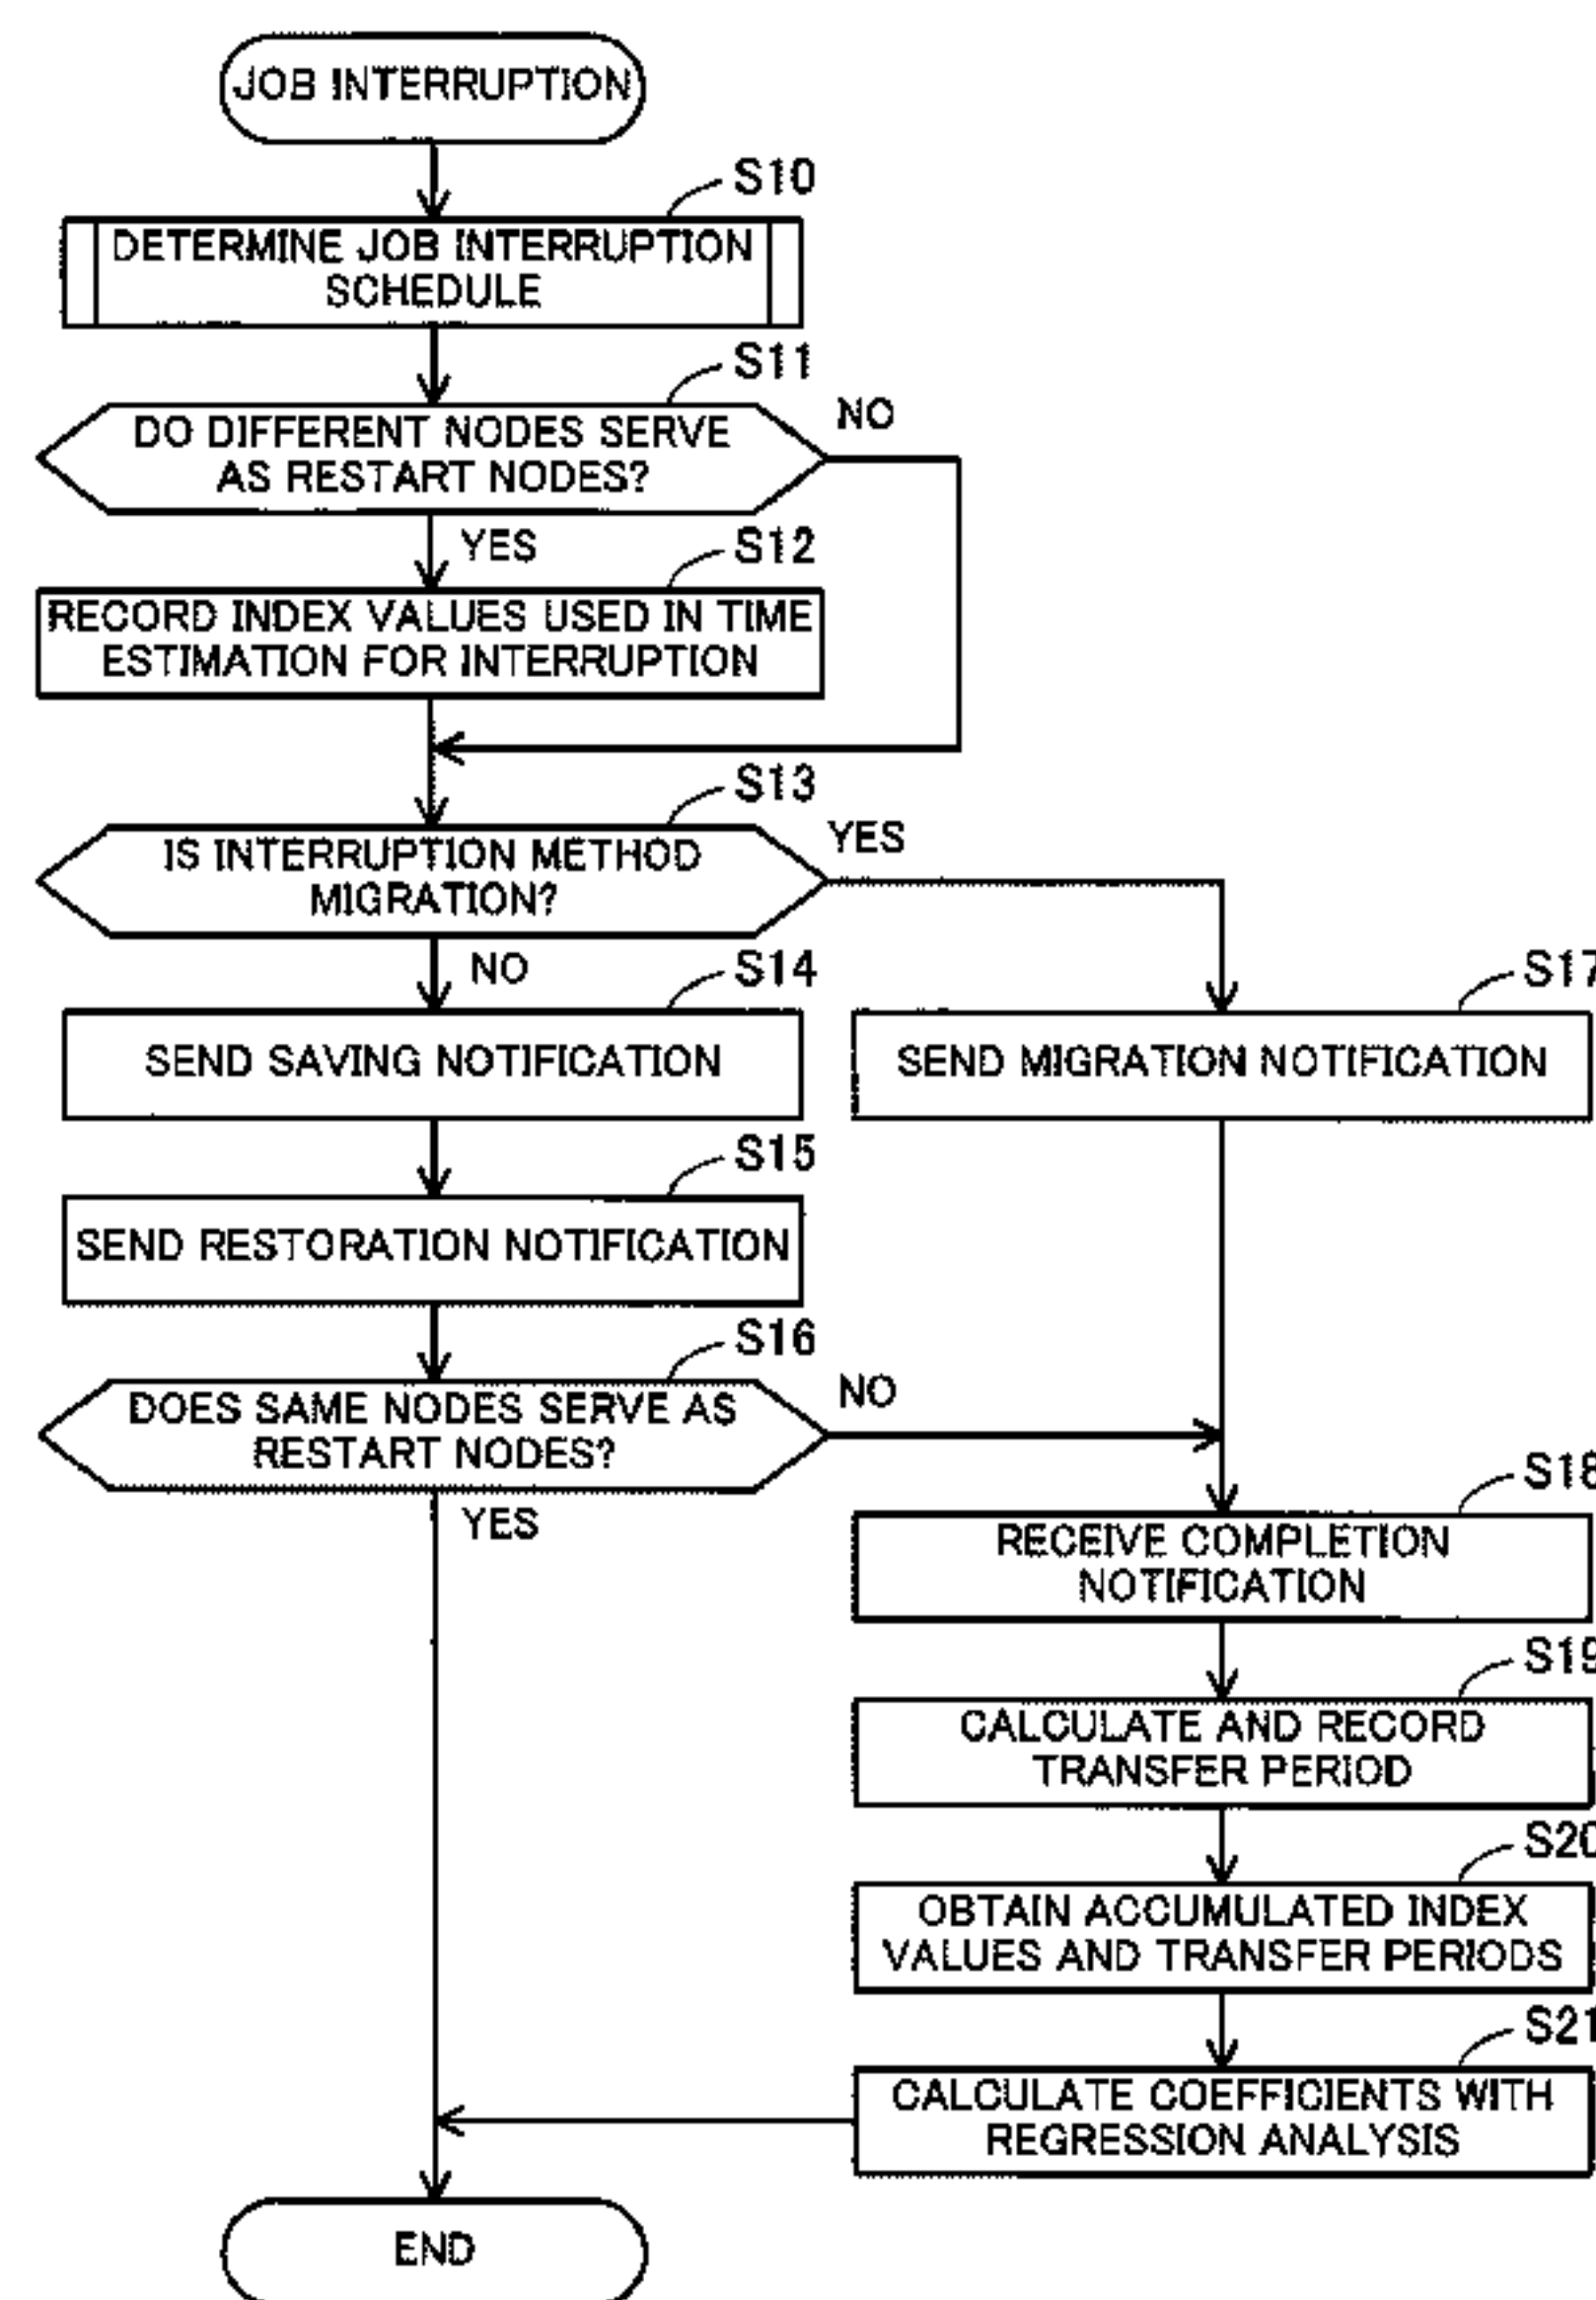 JOB INTERRUPTION
S10
DETERMINE JOB INTERRUPTION
SCHEDULE
S11
DO DIFFERENT NODES SERVE
AS RESTART NODES?
NO
YES
S12
RECORD INDEX VALUES USED IN TIME
ESTIMATION FOR INTERRUPTION
S13
IS INTERRUPTION METHOD
MIGRATION?
YES
NO
S14
SEND SAVING NOTIFICATION
S17
SEND MIGRATION NOTIFICATION
S15
SEND RESTORATION NOTIFICATION
S16
DOES SAME NODES SERVE AS
RESTART NODES?
NO
YES
S18
RECEIVE COMPLETION
NOTIFICATION
S19
CALCULATE AND RECORD
TRANSFER PERIOD
S20
OBTAIN ACCUMULATED INDEX
VALUES AND TRANSFER PERIODS
S21
CALCULATE COEFFICIENTS WITH
REGRESSION ANALYSIS
END